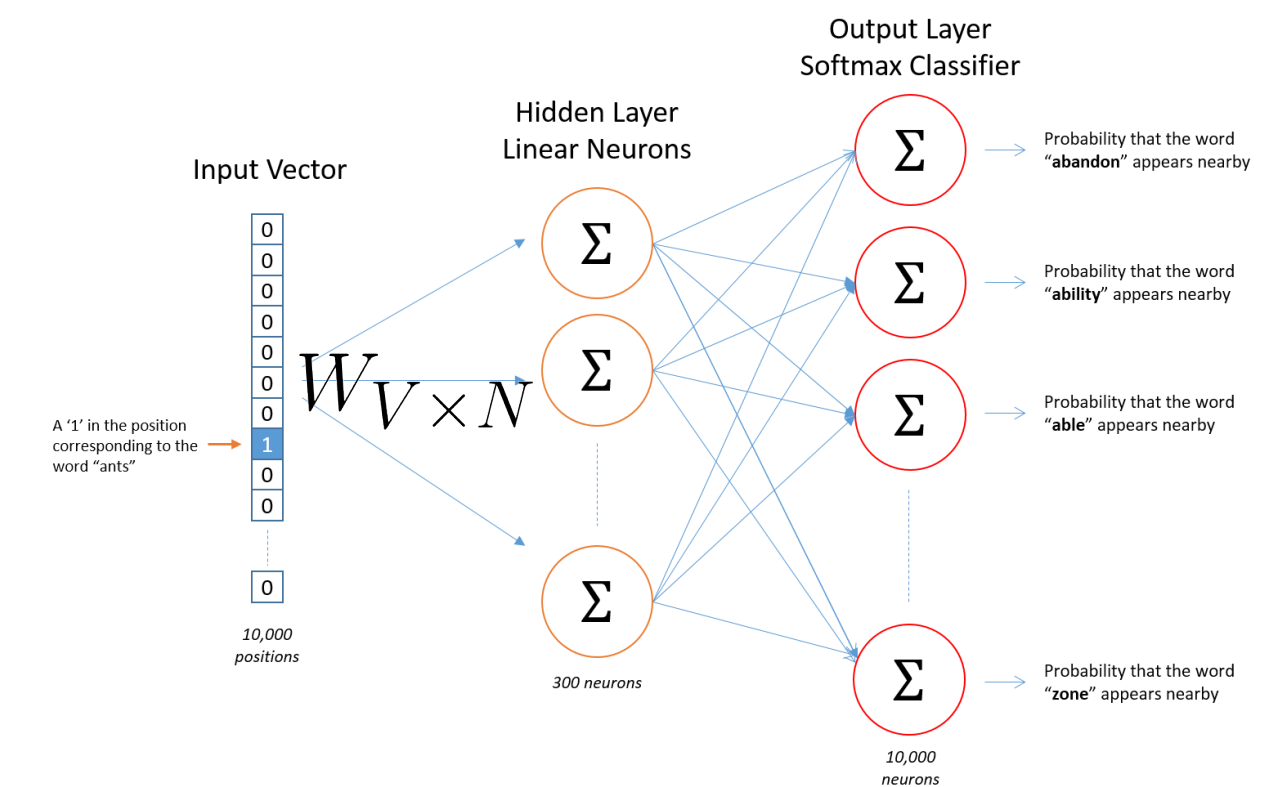 Output Layer
Softmax Classifier
Hidden Layer
Linear Neurons
Input Vector
0
0
0
0
0
0
0
1
0
0
0
A ‘1’ in the position
corresponding to the
word “ants”
10,000
positions
W V × N
Σ
Σ
Σ
300 neurons
Σ
Σ
Σ
Σ
10,000
neurons
Probability that the word
“abandon” appears nearby
Probability that the word
“ability” appears nearby
Probability that the word
“able” appears nearby
Probability that the word
“zone” appears nearby